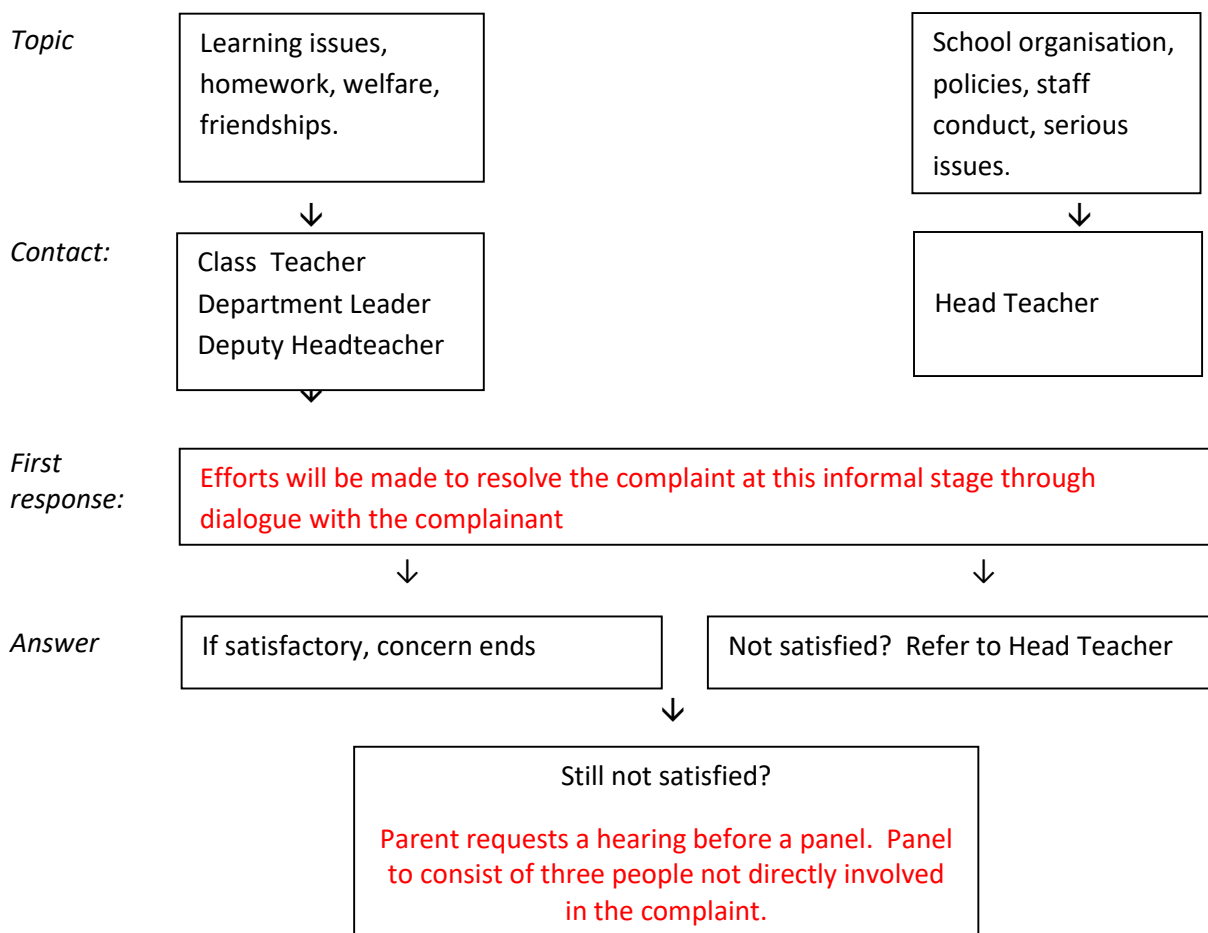 Topic
Learning issues,
homework, welfare,
friendships.
School organisation,
policies, staff
conduct, serious
issues.
Contact:
Class  Teacher
Department Leader
Deputy Headteacher
Head Teacher
First
response:
Efforts will be made to resolve the complaint at this informal stage through
dialogue with the complainant
Answer
If satisfactory, concern ends
Not satisfied?  Refer to Head Teacher
Still not satisfied?
Parent requests a hearing before a panel.  Panel
to consist of three people not directly involved
in the complaint.